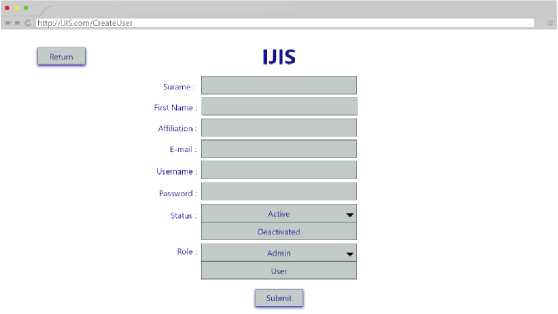 http://IJIS.com/CreateUser
Return
IJIS
Surame :
First Name :
Affiliation :
E-mail :
Username :
Password :
Status :
Active
Deactivated
Role :
Admin
User
Submit